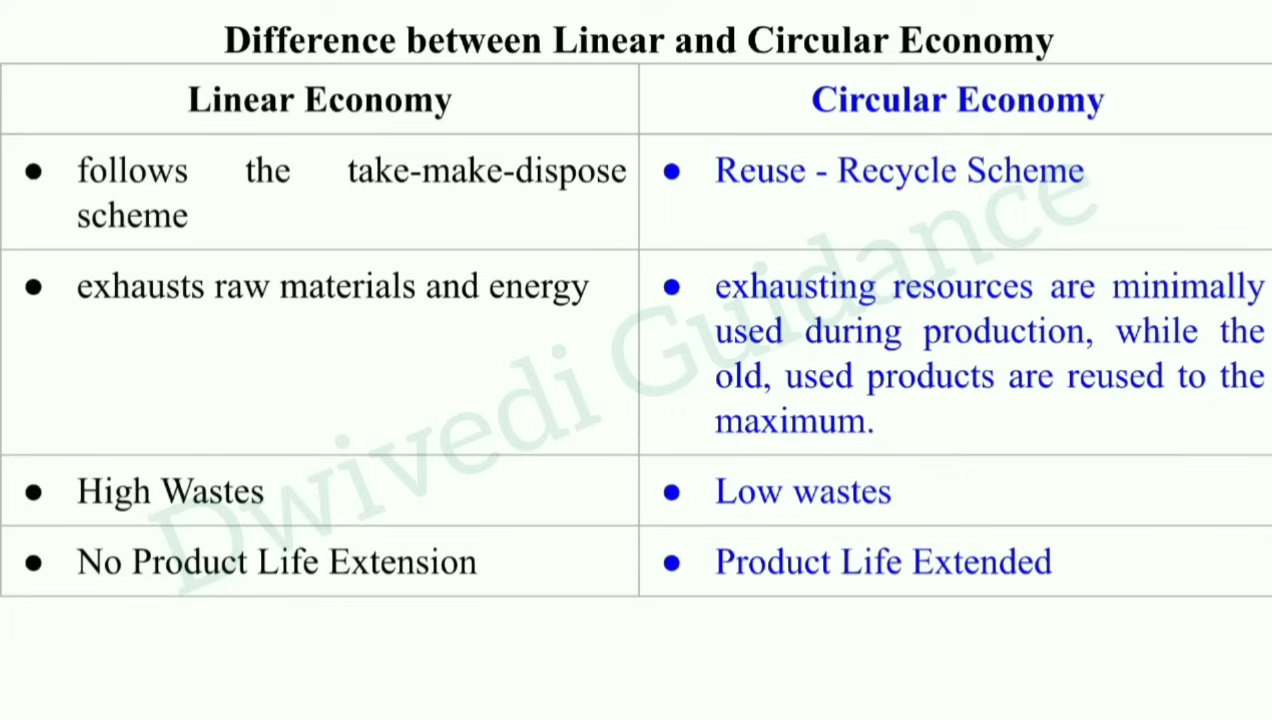 Difference between Linear and Circular Economy
Linear Economy
Circular Economy
● follows the take-make-dispose
scheme
● Reuse - Recycle Scheme
● exhausts raw materials and energy
● exhausting resources are minimally
used during production, while the
old, used products are reused to the
maximum.
● High Wastes
● Low wastes
● No Product Life Extension
● Product Life Extended
Dwivedi Guidance